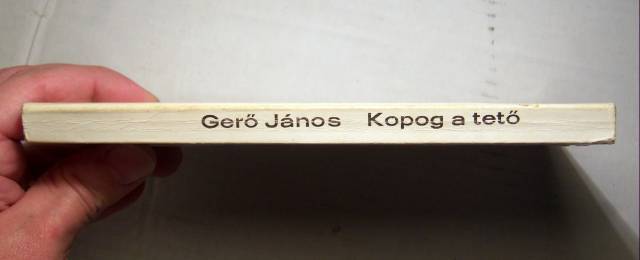 Gerő János Kopog a tető